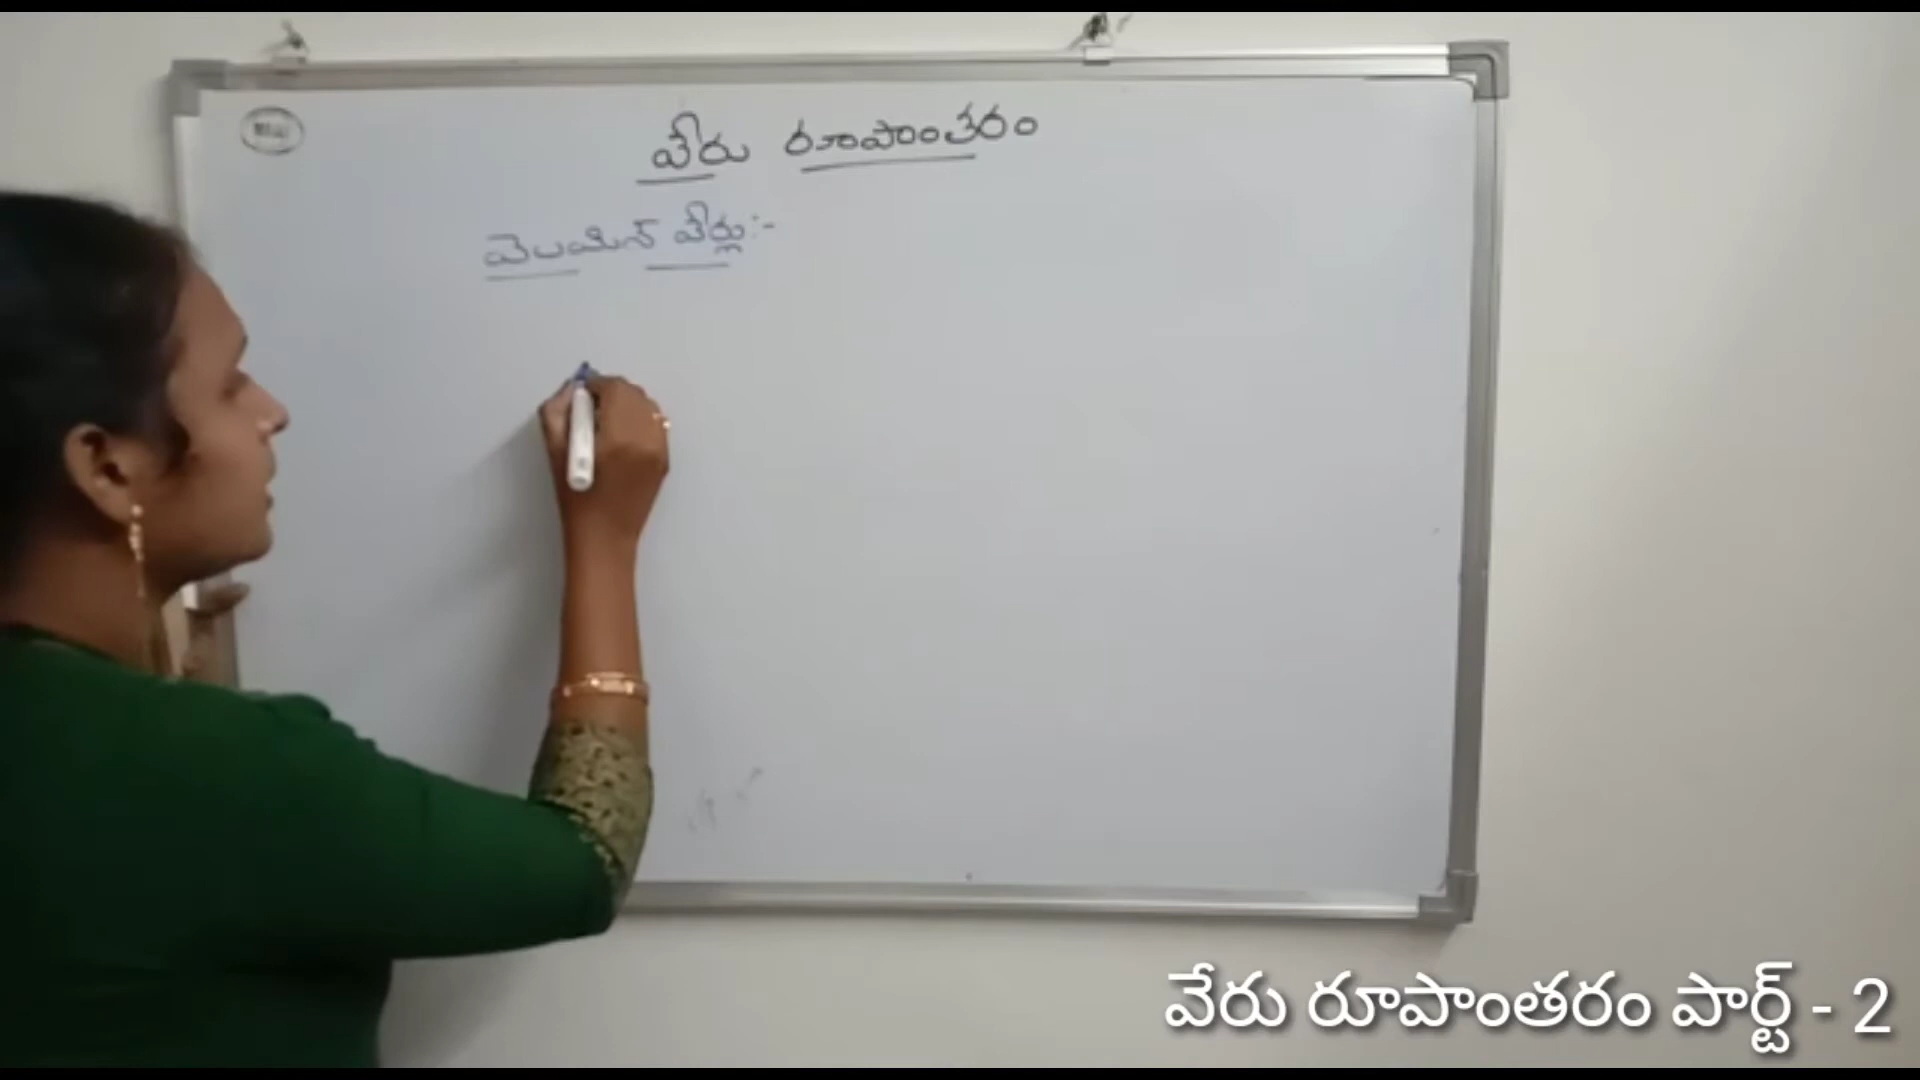 వేరు రూపాంతరం
వెలమిన్ వేర్లు:-
వేరు రూపాంతరం పార్ట్ - 2